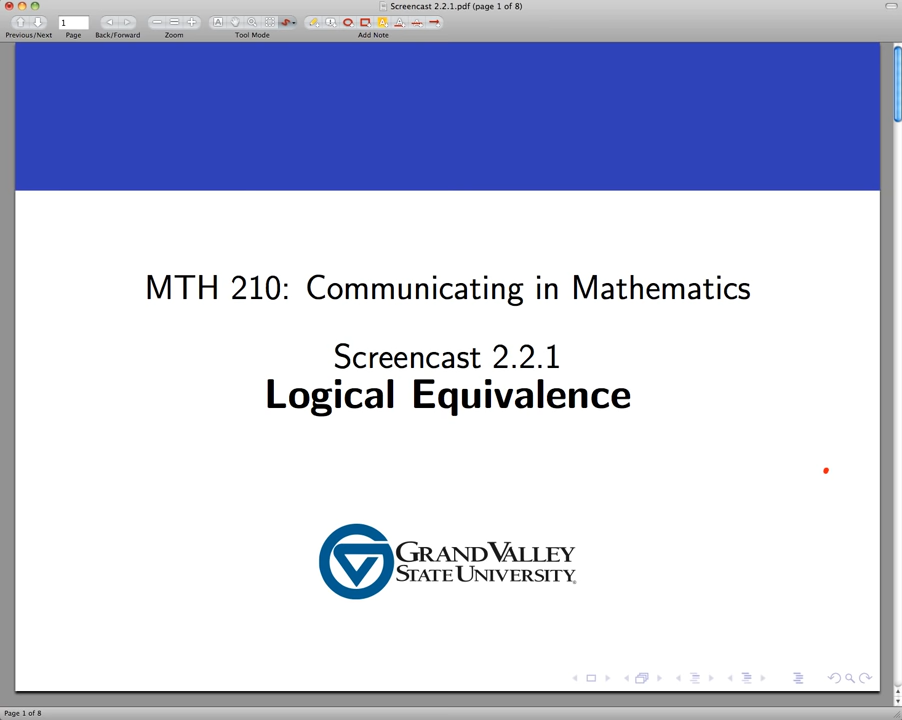 Screencast 2.2.1.pdf (page 1 of 8)
1
Previous/Next Page Back/Forward Zoom Tool Mode Add Note
MTH 210: Communicating in Mathematics
Screencast 2.2.1
Logical Equivalence
GRAND VALLEY
STATE UNIVERSITY
Page 1 of 8